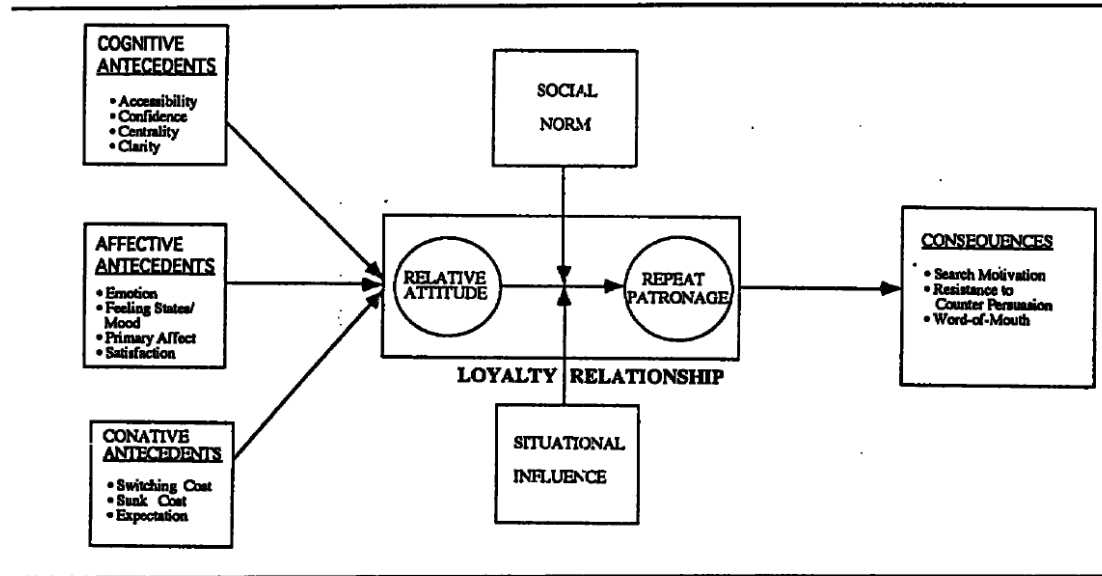 COGNITIVE
ANTECEDENTS
• Accessibility
• Confidence
• Centrality
• Clarity
AFFECTIVE
ANTECEDENTS
• Emotion
• Feeling States/
Mood
• Primary Affect
• Satisfaction
CONATIVE
ANTECEDENTS
• Switching Cost
• Sunk Cost
• Expectation
SOCIAL
NORM
RELATIVE
ATTITUDE
REPEAT
PATRONAGE
LOYALTY RELATIONSHIP
SITUATIONAL
INFLUENCE
CONSEQUENCES
• Search Motivation
• Resistance to
Counter Persuasion
• Word-of-Mouth